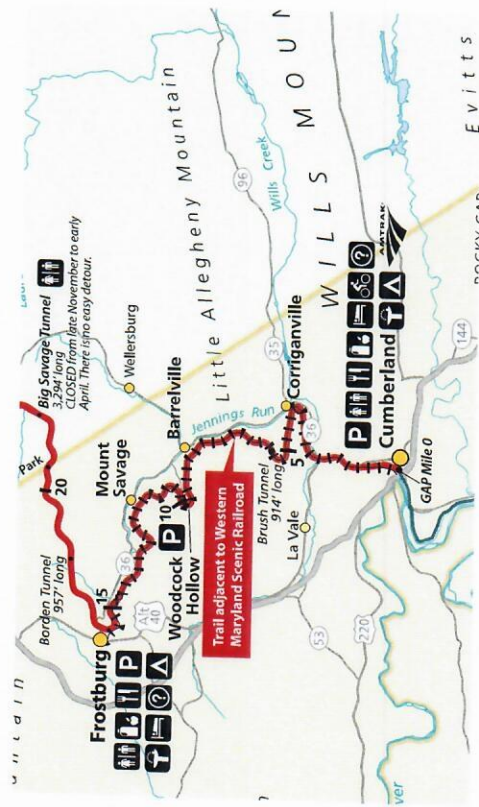 u n t a i n
Borden Tunnel
957' long
Park
20
Big Savage Tunnel
3,294' long
CLOSED from late November to early
April. There is no easy detour.
Wellersburg
Frostburg
15
Alt
40
36
Mount
Savage
P
10
Woodcock
Hollow
Barrelville
Little Allegheny Mountain
Jennings Run
Trail adjacent to Western
Maryland Scenic Railroad
96
Wills Creek
35
Corriganville
36
5
Brush Tunnel
914' long
La Vale
53
220
WILLS MOUN
P
?
Cumberland
AMTRAK
GAP Mile 0
144
Evitts
ver